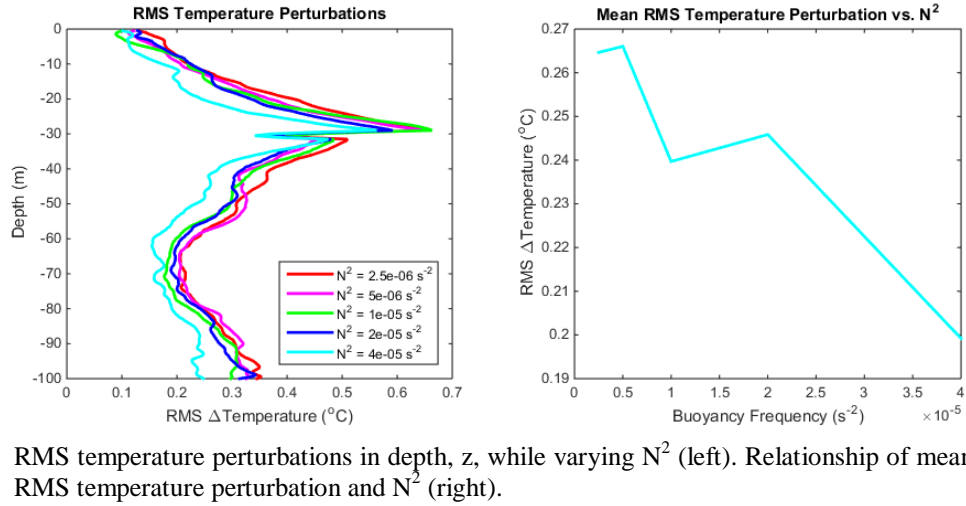 RMS Temperature Perturbations
0
-10
-20
-30
-40
-50
-60
-70
-80
-90
-100
Depth (m)
0
0.1
0.2
0.3
0.4
0.5
0.6
0.7
RMS ΔTemperature (°C)
N² = 2.5e-06 s⁻²
N² = 5e-06 s⁻²
N² = 1e-05 s⁻²
N² = 2e-05 s⁻²
N² = 4e-05 s⁻²
Mean RMS Temperature Perturbation vs. N²
0.27
0.26
0.25
0.24
0.23
0.22
0.21
0.2
0.19
RMS ΔTemperature (°C)
0
0.5
1
1.5
2
2.5
3
3.5
4
×10⁻⁵
Buoyancy Frequency (s⁻²)
RMS temperature perturbations in depth, z, while varying N² (left). Relationship of mean
RMS temperature perturbation and N² (right).